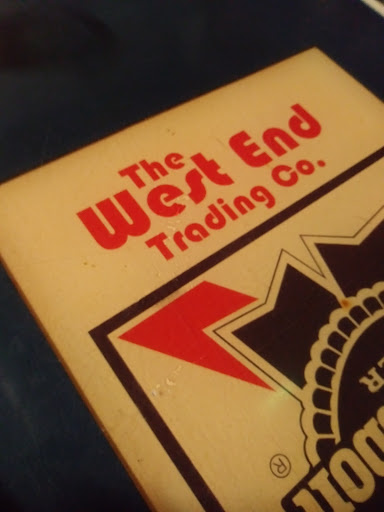 The
West End
Trading Co.
®